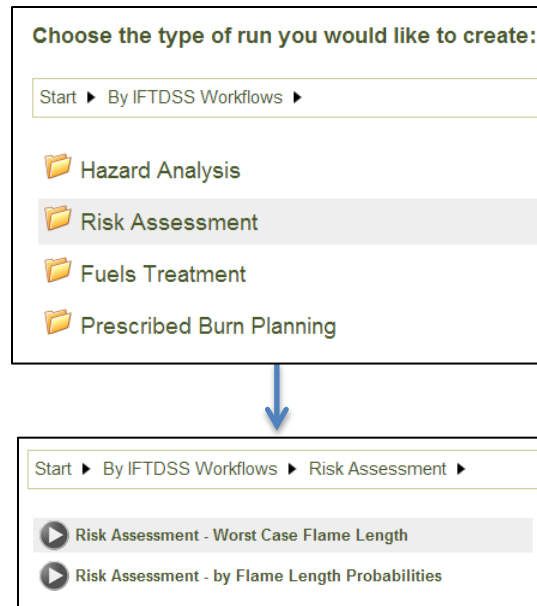 Choose the type of run you would like to create:
Start ▶ By IFTDSS Workflows ▶
Hazard Analysis
Risk Assessment
Fuels Treatment
Prescribed Burn Planning
Start ▶ By IFTDSS Workflows ▶ Risk Assessment ▶
Risk Assessment - Worst Case Flame Length
Risk Assessment - by Flame Length Probabilities